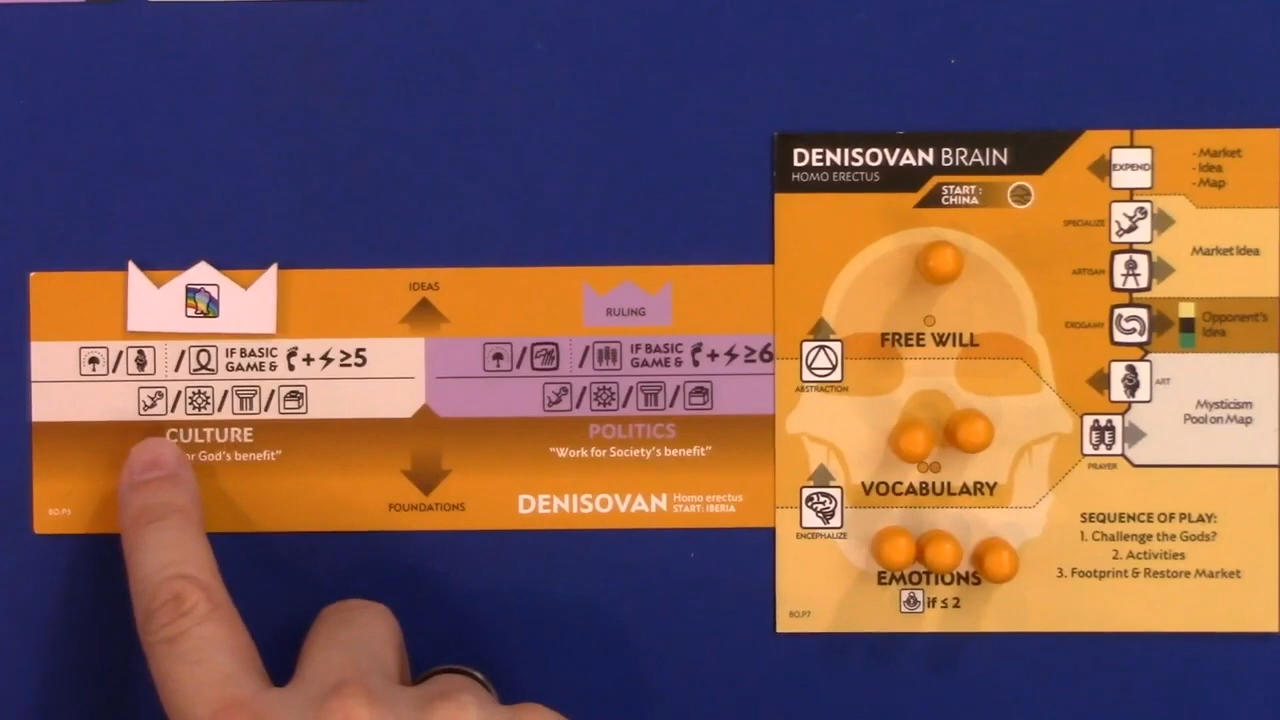 IDEAS
RULING
IF BASIC
GAME & + ≥5
IF BASIC
GAME & + ≥6
CULTURE
or God's benefit"
POLITICS
"Work for Society's benefit"
FOUNDATIONS
DENISOVAN Homo erectus
START: IBERIA
BO.P3
DENISOVAN BRAIN
HOMO ERECTUS
START:
CHINA
FREE WILL
ABSTRACTION
VOCABULARY
ENCEPHALIZE
EMOTIONS
if ≤ 2
BO.P7
EXPEND
- Market
- Idea
- Map
SPECIALIZE
Market Idea
ARTISAN
EXOGAMY
Opponent's
Idea
ART
Mysticism
Pool on Map
PRAYER
SEQUENCE OF PLAY:
1. Challenge the Gods?
2. Activities
3. Footprint & Restore Market